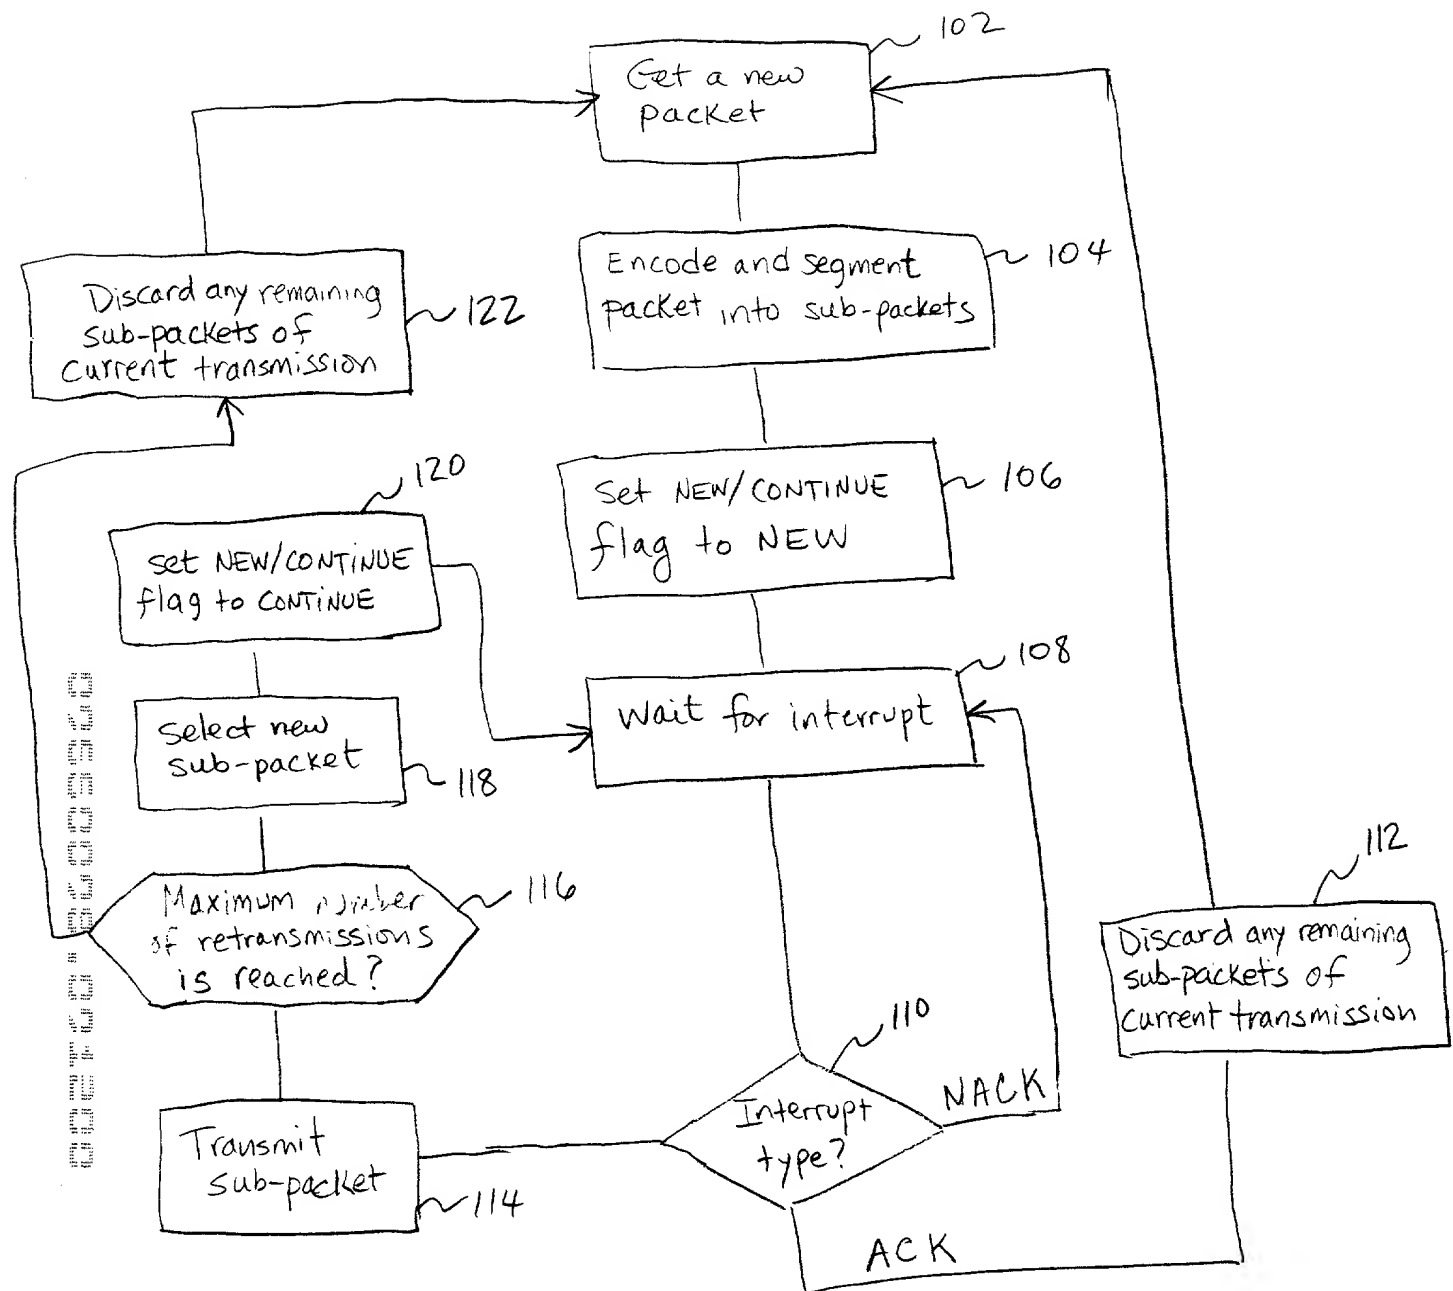 102
Get a new
packet
Encode and segment
packet into sub-packets
104
Discard any remaining
sub-packets of
current transmission
122
120
set NEW/CONTINUE
flag to CONTINUE
Set NEW/CONTINUE
flag to NEW
106
108
Wait for interrupt
select new
sub-packet
118
112
Maximum number
of retransmissions
is reached?
116
Discard any remaining
sub-packets of
current transmission
110
Interrupt
type?
NACK
Transmit
sub-packet
114
ACK